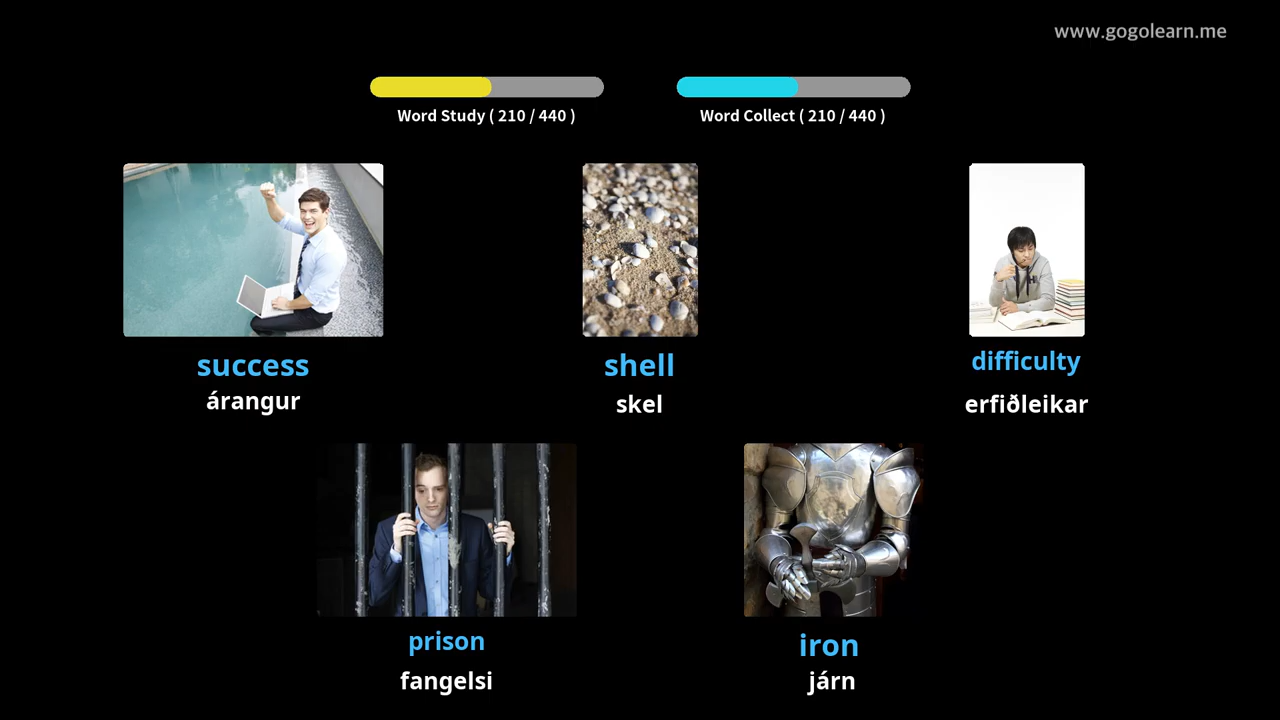 www.gogolearn.me
Word Study ( 210 / 440 )
Word Collect ( 210 / 440 )
success
árangur
shell
skel
difficulty
erfiðleikar
prison
fangelsi
iron
járn